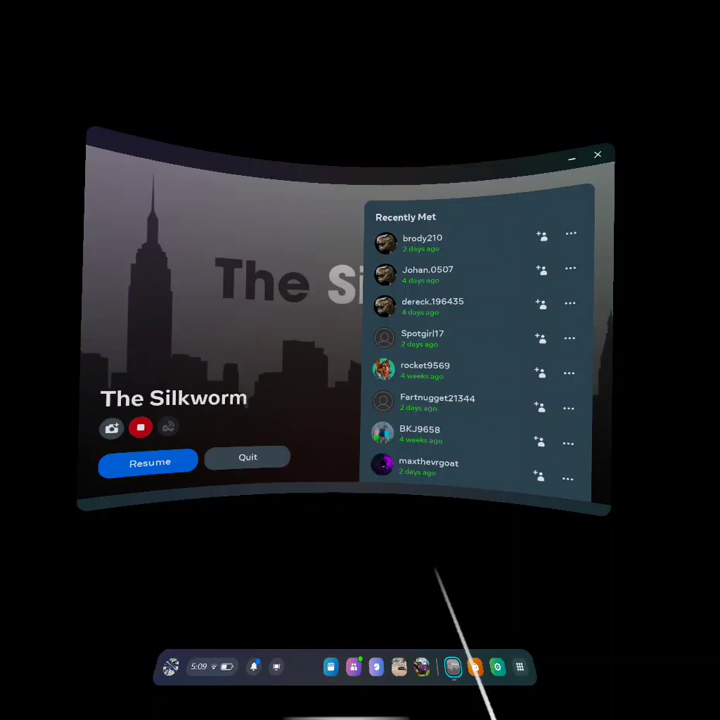 The Si
The Silkworm
Resume
Quit
Recently Met
brody210
2 days ago
Johan.0507
4 days ago
dereck.196435
4 days ago
Spotgirl17
2 days ago
rocket9569
4 weeks ago
Fartnugget21344
2 days ago
BKJ9658
4 weeks ago
maxthevrgoat
2 days ago
5:09